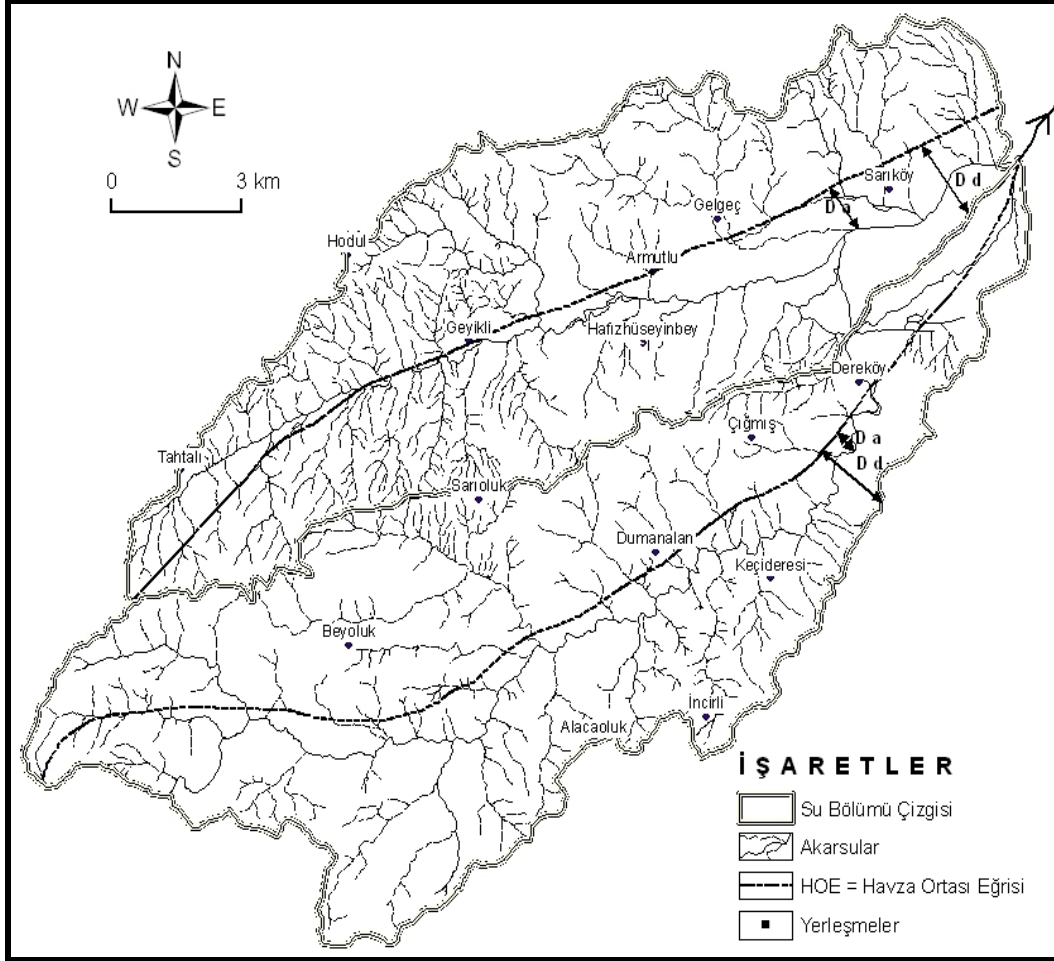 N
W E
S
0 3 km
Sarıköy
D d
D a
Gelgeç
Hodul
Armutlu
Geyikli
Hafızhüseyinbey
Dereköy
Çığmış
D a
D d
Tahtalı
Sarıoluk
Dumanalan
Keçideresi
Beyoluk
İncirli
Alacaoluk
İŞARETLER
Su Bölümü Çizgisi
Akarsular
HOE = Havza Ortası Eğrisi
Yerleşmeler